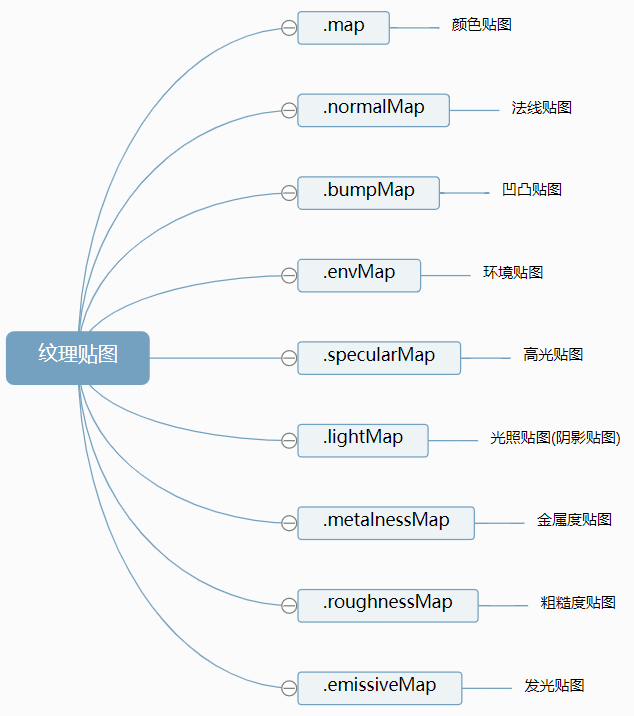 纹理贴图
.map
颜色贴图
.normalMap
法线贴图
.bumpMap
凹凸贴图
.envMap
环境贴图
.specularMap
高光贴图
.lightMap
光照贴图(阴影贴图)
.metalnessMap
金属度贴图
.roughnessMap
粗糙度贴图
.emissiveMap
发光贴图